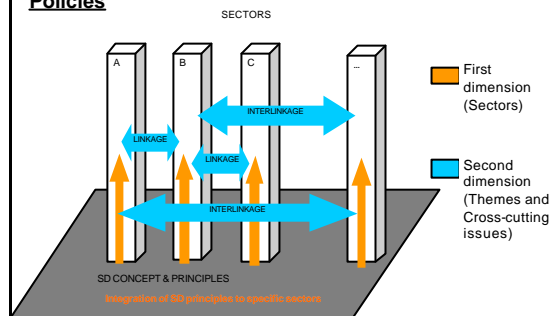 Policies
SECTORS
A
B
C
...
INTERLINKAGE
LINKAGE
LINKAGE
INTERLINKAGE
SD CONCEPT & PRINCIPLES
Integration of SD principles to specific sectors
First
dimension
(Sectors)
Second
dimension
(Themes and
Cross-cutting
issues)